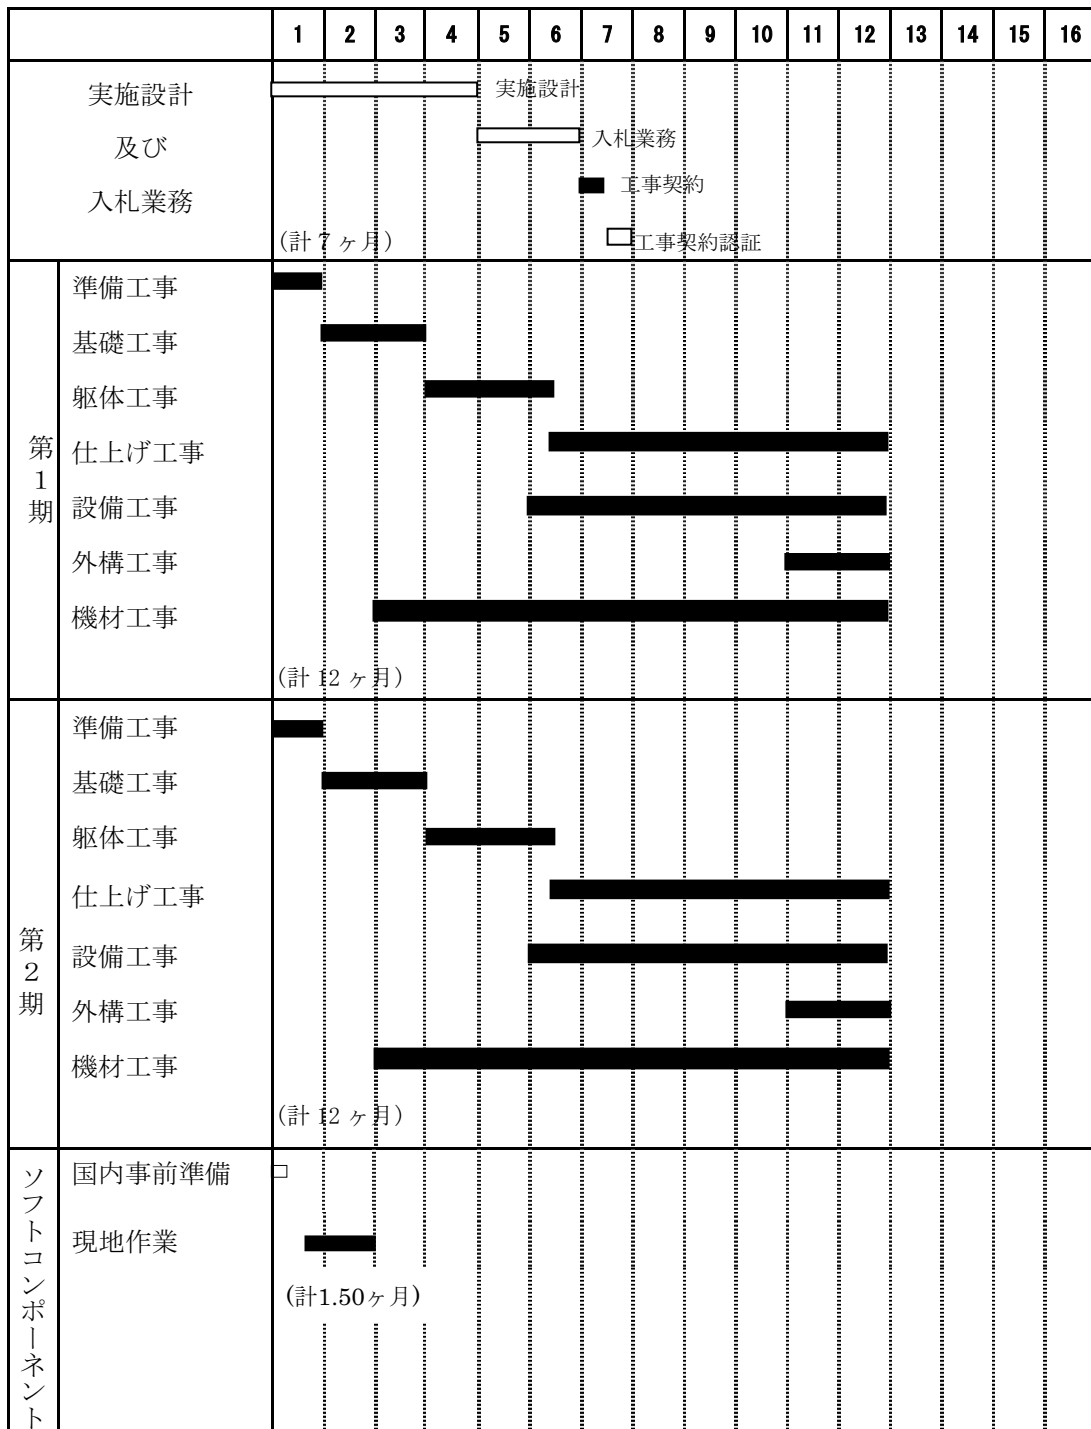 1 2 3 4 5 6 7 8 9 10 11 12 13 14 15 16
実施設計
及び
入札業務
実施設計
入札業務
工事契約
工事契約認証
(計7ヶ月)
第1期
準備工事
基礎工事
躯体工事
仕上げ工事
設備工事
外構工事
機材工事
(計12ヶ月)
第2期
準備工事
基礎工事
躯体工事
仕上げ工事
設備工事
外構工事
機材工事
(計12ヶ月)
ソフトコンポーネント
国内事前準備
現地作業
(計1.50ヶ月)